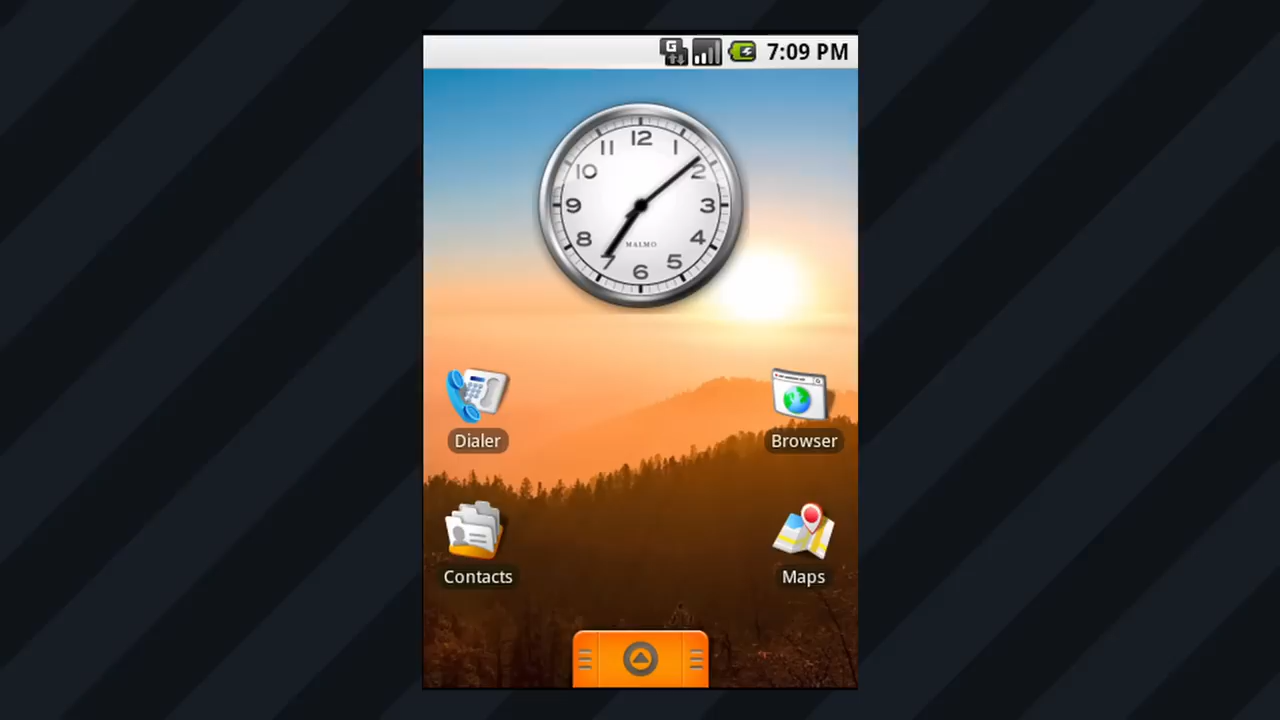 G
7:09 PM
12
11 1
10 2
9 3
8 4
MALMO
7 5
6
Dialer
Browser
Contacts
Maps